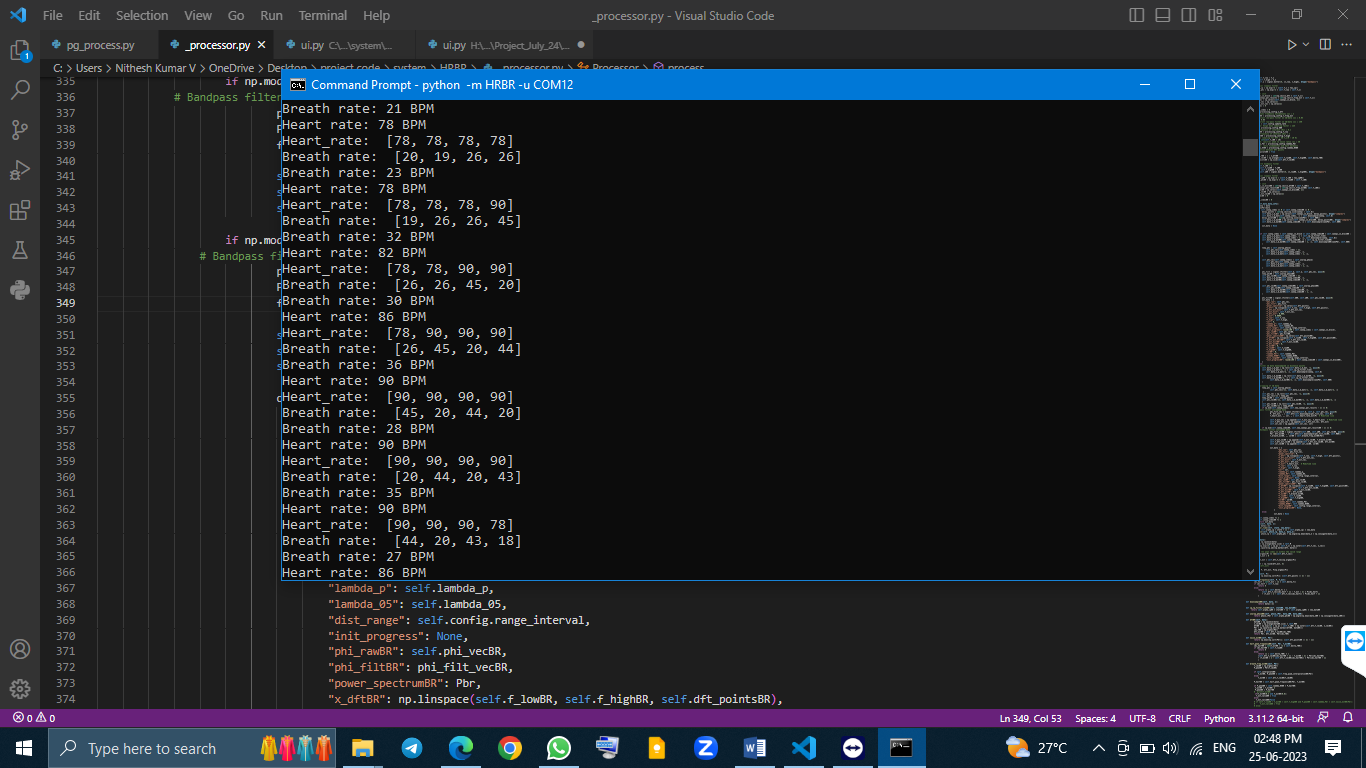 File Edit Selection View Go Run Terminal Help
_processor.py - Visual Studio Code
pg_process.py
_processor.py
ui.py C:\...\system\...
ui.py H:\...\Project_July_24\...
C: > Users > Nithesh Kumar V > OneDrive > Desktop > project code > system > HRBR > _processor.py > Processor > process
Command Prompt - python -m HRBR -u COM12
Breath rate: 21 BPM
Heart rate: 78 BPM
Heart_rate:  [78, 78, 78, 78]
Breath rate:  [20, 19, 26, 26]
Breath rate: 23 BPM
Heart rate: 78 BPM
Heart_rate:  [78, 78, 78, 90]
Breath rate:  [19, 26, 26, 45]
Breath rate: 32 BPM
Heart rate: 82 BPM
Heart_rate:  [78, 78, 90, 90]
Breath rate:  [26, 26, 45, 20]
Breath rate: 30 BPM
Heart rate: 86 BPM
Heart_rate:  [78, 90, 90, 90]
Breath rate:  [26, 45, 20, 44]
Breath rate: 36 BPM
Heart rate: 90 BPM
Heart_rate:  [90, 90, 90, 90]
Breath rate:  [45, 20, 44, 20]
Breath rate: 28 BPM
Heart rate: 90 BPM
Heart_rate:  [90, 90, 90, 90]
Breath rate:  [20, 44, 20, 43]
Breath rate: 35 BPM
Heart rate: 90 BPM
Heart_rate:  [90, 90, 90, 78]
Breath rate:  [44, 20, 43, 18]
Breath rate: 27 BPM
Heart rate: 86 BPM
335 if np.mod
336 # Bandpass filter
337
338
339
340
341
342
343
344
345 if np.mod
346 # Bandpass fi
347
348
349
350
351
352
353
354
355
356
357
358
359
360
361
362
363
364
365
366
367 "lambda_p": self.lambda_p,
368 "lambda_05": self.lambda_05,
369 "dist_range": self.config.range_interval,
370 "init_progress": None,
371 "phi_rawBR": self.phi_vecBR,
372 "phi_filtBR": phi_filt_vecBR,
373 "power_spectrumBR": Pbr,
374 "x_dftBR": np.linspace(self.f_lowBR, self.f_highBR, self.dft_pointsBR),
0 0
Ln 349, Col 53 Spaces: 4 UTF-8 CRLF Python 3.11.2 64-bit
Type here to search
27°C
ENG
02:48 PM
25-06-2023